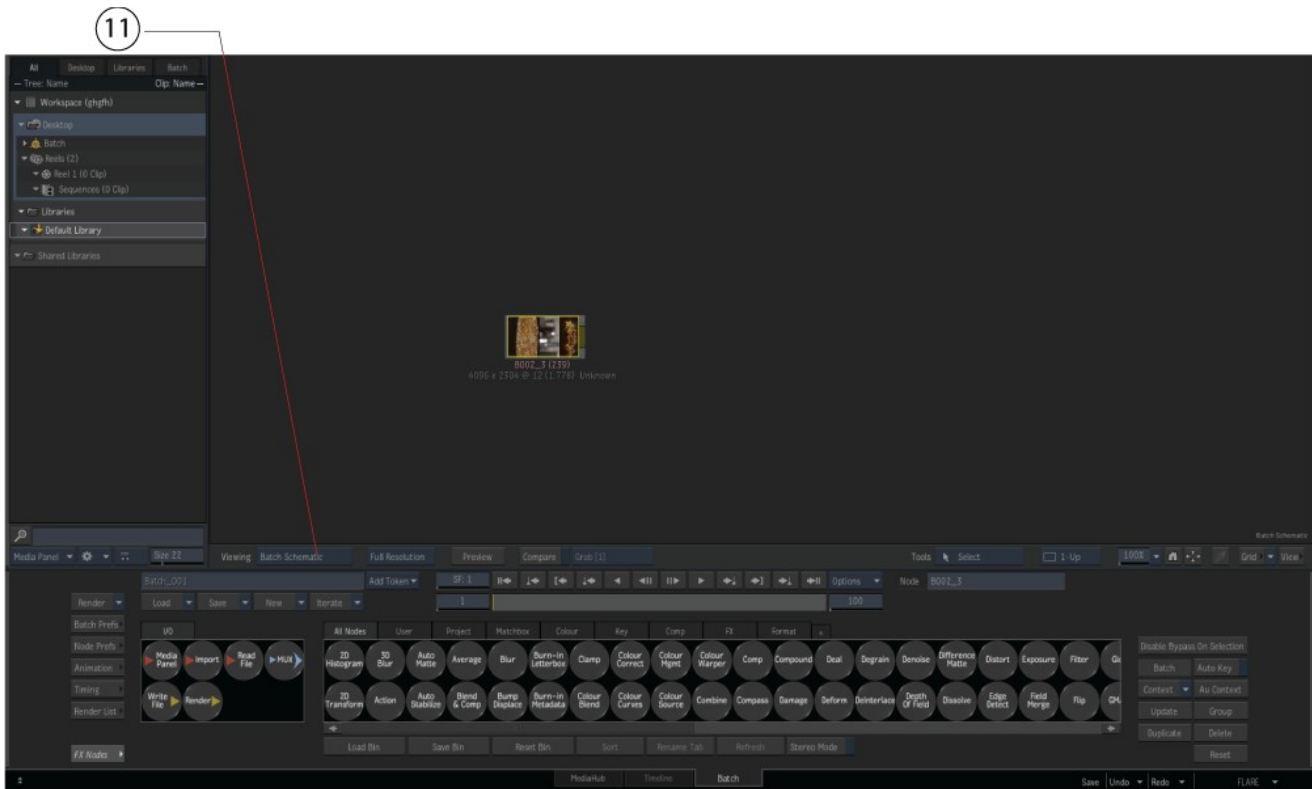 11
All Desktop Libraries Batch
Tree: Name Clip: Name
Workspace (ghgfh)
Desktop
Batch
Reels (2)
Reel 1 (0 Clip)
Sequences (0 Clip)
Libraries
Default Library
Shared Libraries
B002_3 (239)
4096 x 2304 @ 12 (1.778) Unknown
Batch Schematic
Media Panel Size 22 Viewing Batch Schematic Full Resolution Preview Compare Grab [1] Tools Select 1-Up 100% Grid View
Batch_001 Add Token SF: 1 Options Node B002_3
Render Load Save New Iterate 1 100
Batch Prefs I/O All Nodes User Project Matchbox Colour Key Comp FX Format
Node Prefs
Animation
Timing
Render List
FX Nodes
Media Panel Import Read File MUX
Write File Render
2D Histogram 3D Blur Auto Matte Average Blur Burn-in Letterbox Clamp Colour Correct Colour Mgmt Colour Warper Comp Compound Deal Degrain Denoise Difference Matte Distort Exposure Filter
2D Transform Action Auto Stabilize Blend & Comp Bump Displace Burn-in Metadata Colour Blend Colour Curves Colour Source Combine Compass Damage Deform Deinterlace Depth Of Field Dissolve Edge Detect Field Merge Flip
Load Bin Save Bin Reset Bin Sort Rename Tab Refresh Stereo Mode
Disable Bypass On Selection
Batch Auto Key
Context Au Context
Update Group
Duplicate Delete
Reset
MediaHub Timeline Batch Save Undo Redo FLARE